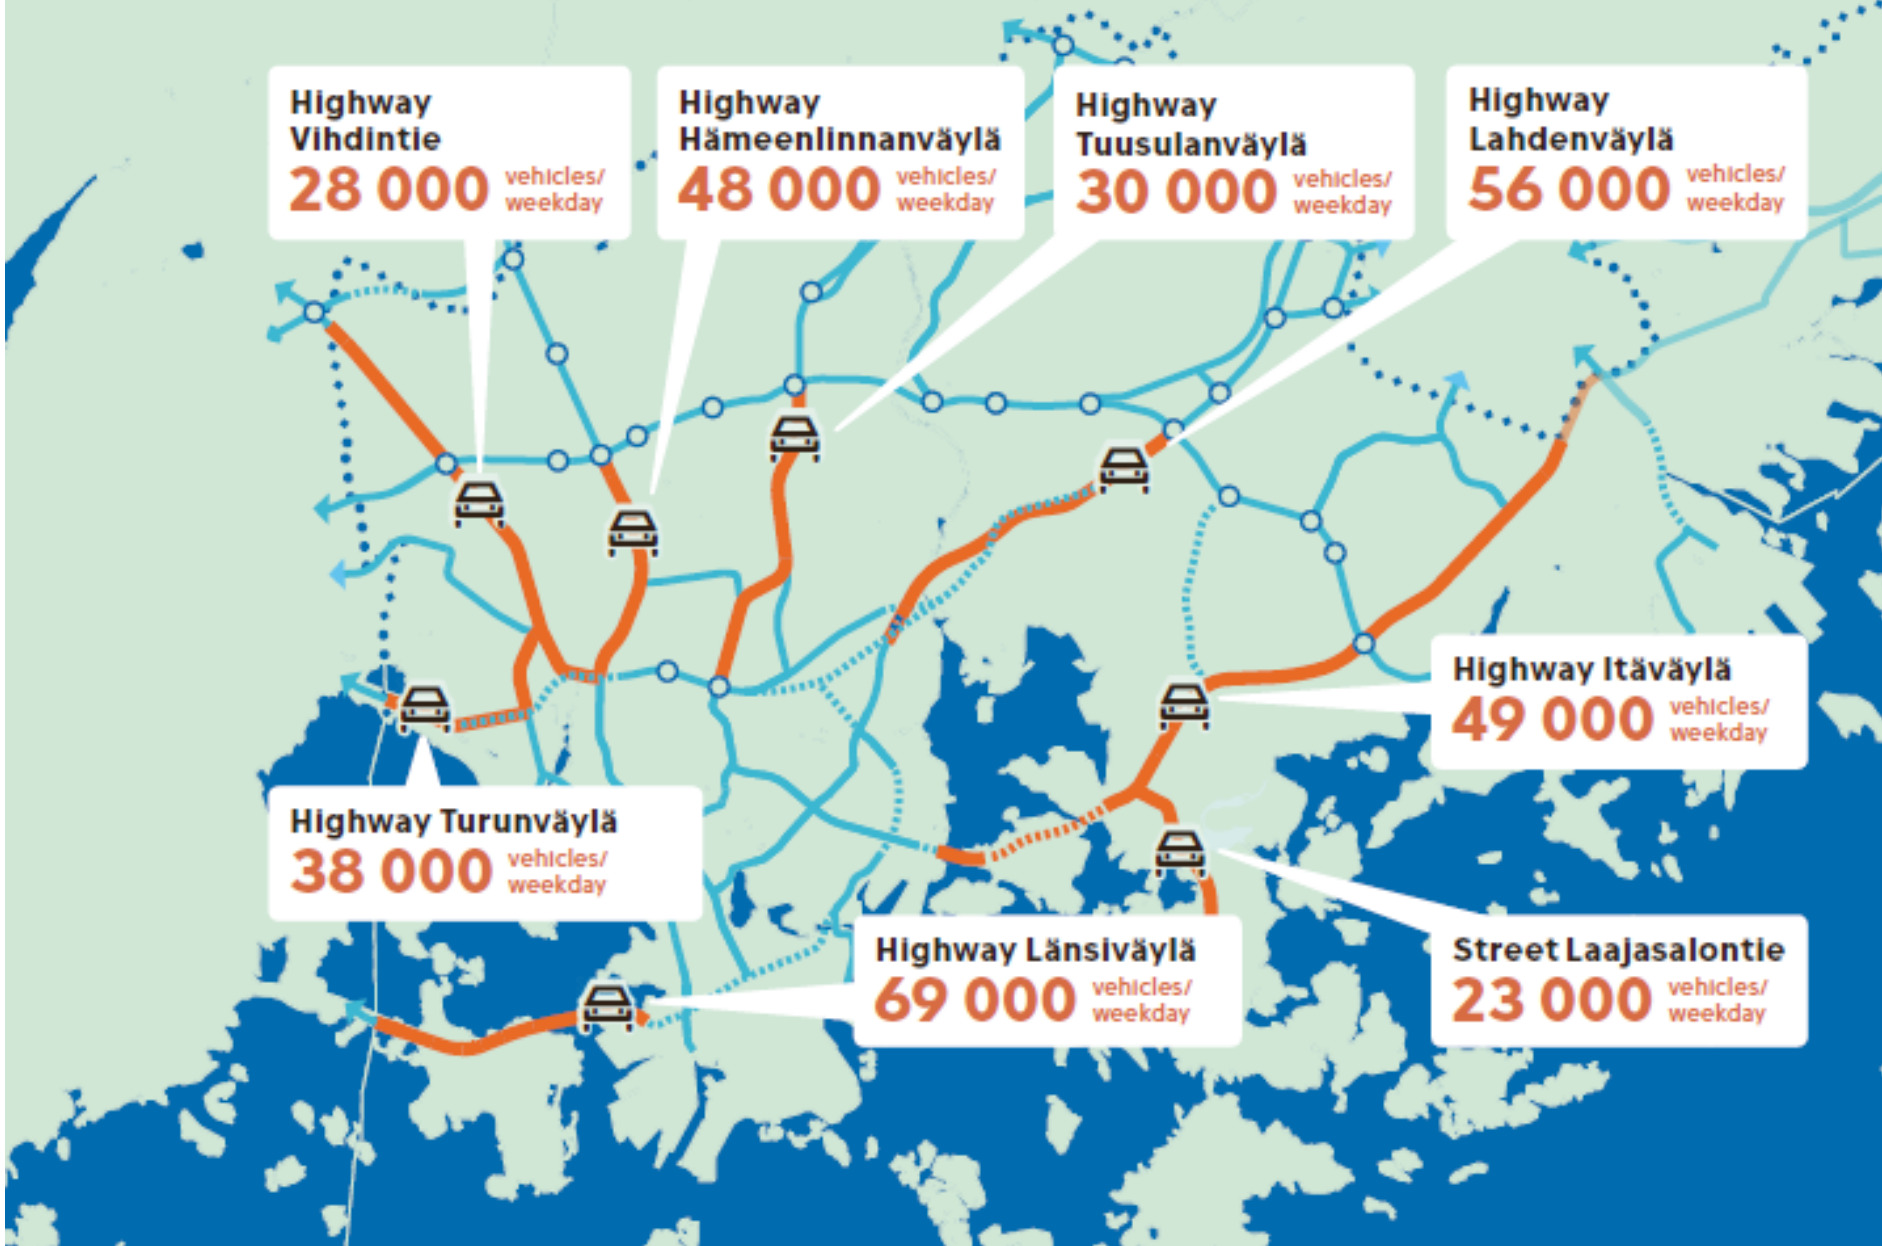 Highway
Vihdintie
28 000 vehicles/
weekday
Highway
Hämeenlinnanväylä
48 000 vehicles/
weekday
Highway
Tuusulanväylä
30 000 vehicles/
weekday
Highway
Lahdenväylä
56 000 vehicles/
weekday
Highway Itäväylä
49 000 vehicles/
weekday
Highway Turunväylä
38 000 vehicles/
weekday
Highway Länsiväylä
69 000 vehicles/
weekday
Street Laajasalontie
23 000 vehicles/
weekday